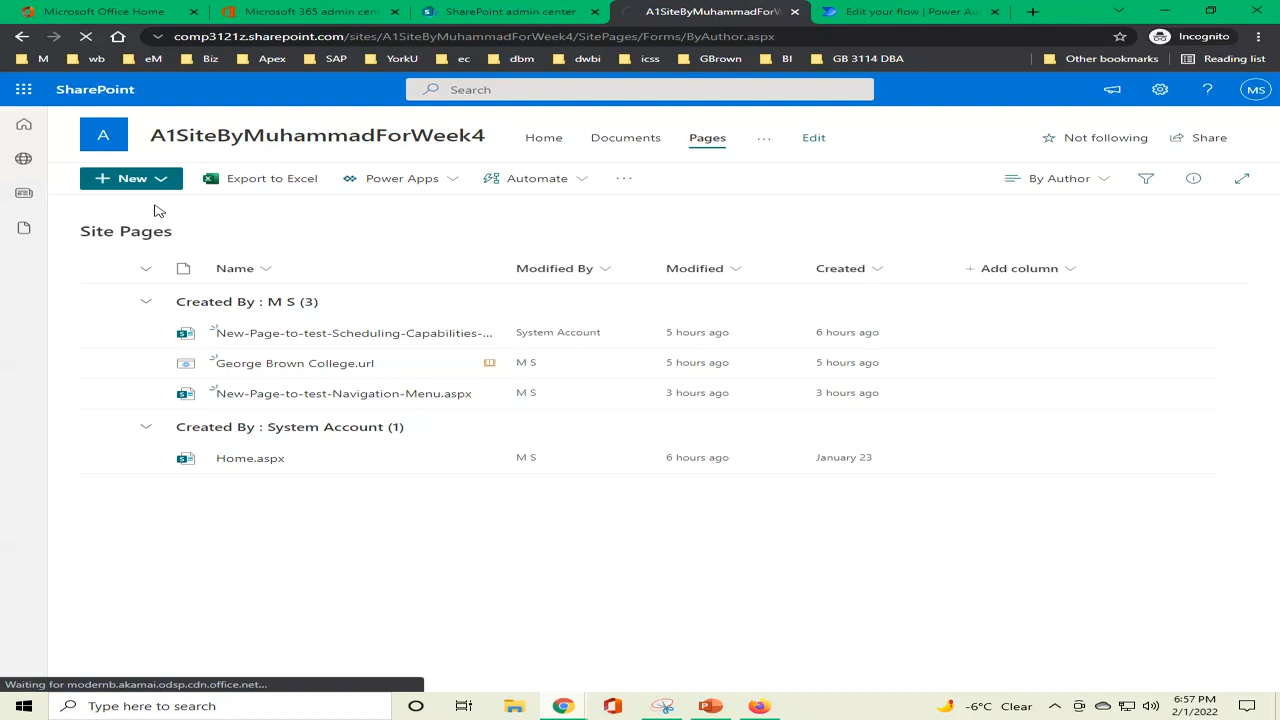 Microsoft Office Home
Microsoft 365 admin cen
SharePoint admin center
A1SiteByMuhammadForW
Edit your flow | Power Au
comp3121z.sharepoint.com/sites/A1SiteByMuhammadForWeek4/SitePages/Forms/ByAuthor.aspx
Incognito
M wb eM Biz Apex SAP YorkU ec dbm dwbi icss GBrown BI GB 3114 DBA Other bookmarks Reading list
SharePoint Search ? MS
A A1SiteByMuhammadForWeek4 Home Documents Pages ... Edit Not following Share
+ New Export to Excel Power Apps Automate ... By Author
Site Pages
Name Modified By Modified Created + Add column
Created By : M S (3)
New-Page-to-test-Scheduling-Capabilities-... System Account 5 hours ago 6 hours ago
George Brown College.url M S 5 hours ago 5 hours ago
New-Page-to-test-Navigation-Menu.aspx M S 3 hours ago 3 hours ago
Created By : System Account (1)
Home.aspx M S 6 hours ago January 23
Waiting for modernb.akamai.odsp.cdn.office.net...
Type here to search
-6°C Clear
6:57 PM
2/1/2022